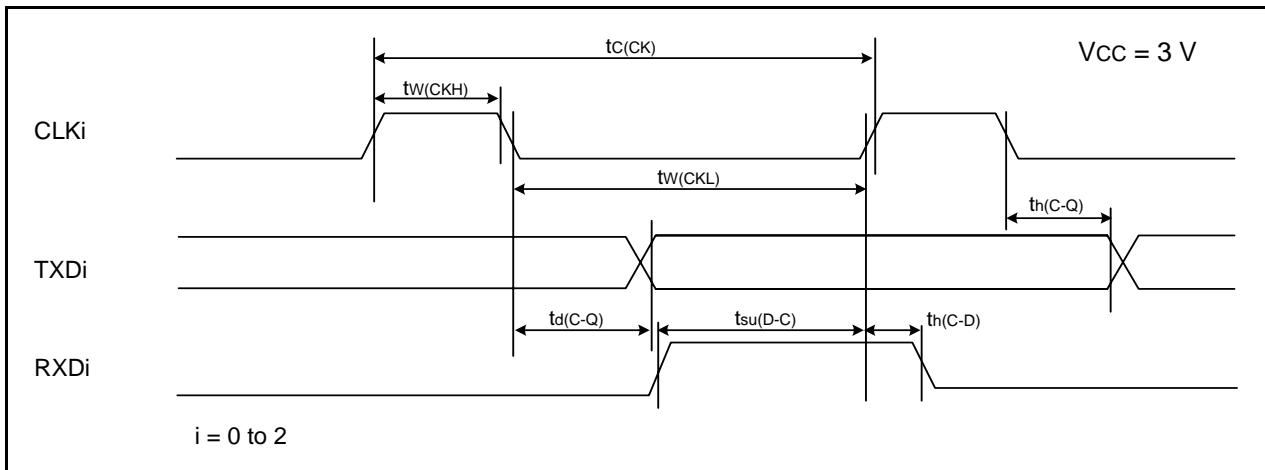 tC(CK)
VCC = 3 V
tW(CKH)
CLKi
tW(CKL)
th(C-Q)
TXDi
td(C-Q)
tsu(D-C)
th(C-D)
RXDi
i = 0 to 2